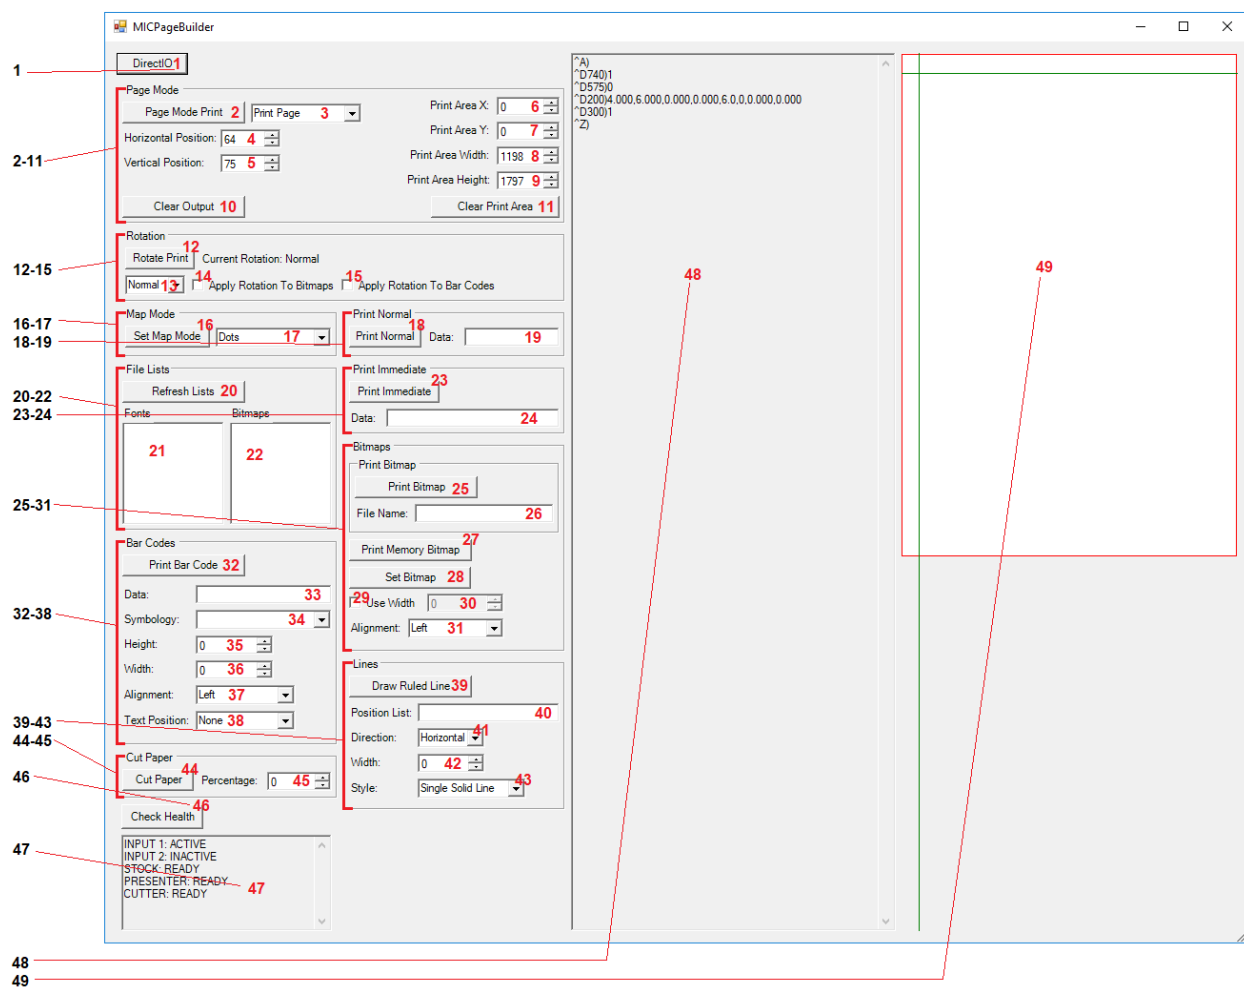 MICPageBuilder
1
DirectIO 1
Page Mode
2-11
Page Mode Print 2
Print Page 3
Horizontal Position: 64 4
Vertical Position: 75 5
Print Area X: 0 6
Print Area Y: 0 7
Print Area Width: 1198 8
Print Area Height: 1797 9
Clear Output 10
Clear Print Area 11
Rotation
12-15
12
Rotate Print Current Rotation: Normal
Normal 13
14 Apply Rotation To Bitmaps
15 Apply Rotation To Bar Codes
16-17
Map Mode
16
Set Map Mode Dots 17
18-19
Print Normal
18
Print Normal Data: 19
File Lists
20-22
Refresh Lists 20
Fonts Bitmaps
21 22
23-24
Print Immediate
23
Print Immediate
Data: 24
25-31
Bitmaps
Print Bitmap
Print Bitmap 25
File Name: 26
27
Print Memory Bitmap
Set Bitmap 28
29 Use Width 0 30
Alignment: Left 31
32-38
Bar Codes
Print Bar Code 32
Data: 33
Symbology: 34
Height: 0 35
Width: 0 36
Alignment: Left 37
Text Position: None 38
39-43
Lines
Draw Ruled Line 39
Position List: 40
Direction: Horizontal 41
Width: 0 42
Style: Single Solid Line 43
44-45
Cut Paper
44
Cut Paper Percentage: 0 45
46
46
Check Health
47
INPUT 1: ACTIVE
INPUT 2: INACTIVE
STOCK: READY
PRESENTER: READY
CUTTER: READY
47
^A)
^D740)1
^D575)0
^D200)4.000,6.000,0.000,0.000,6.0,0,0.000,0.000
^D300)1
^Z)
48
49
48
49